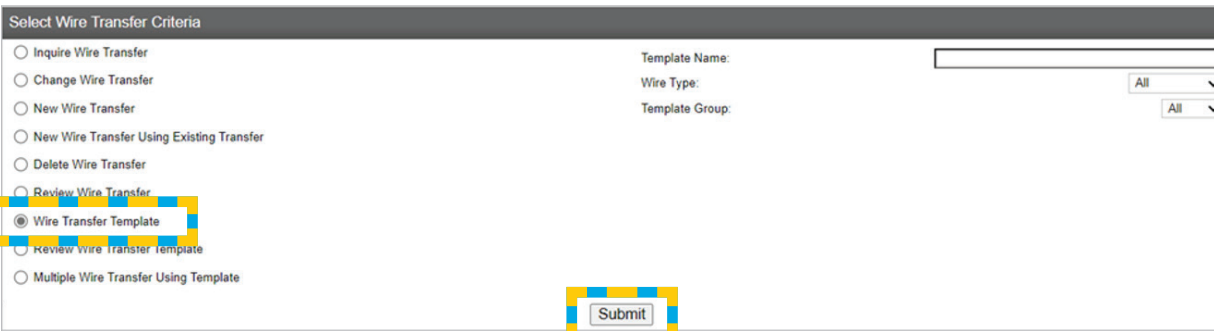 Select Wire Transfer Criteria
Inquire Wire Transfer
Change Wire Transfer
New Wire Transfer
New Wire Transfer Using Existing Transfer
Delete Wire Transfer
Review Wire Transfer
Wire Transfer Template
Review Wire Transfer Template
Multiple Wire Transfer Using Template
Template Name:
Wire Type: All
Template Group: All
Submit